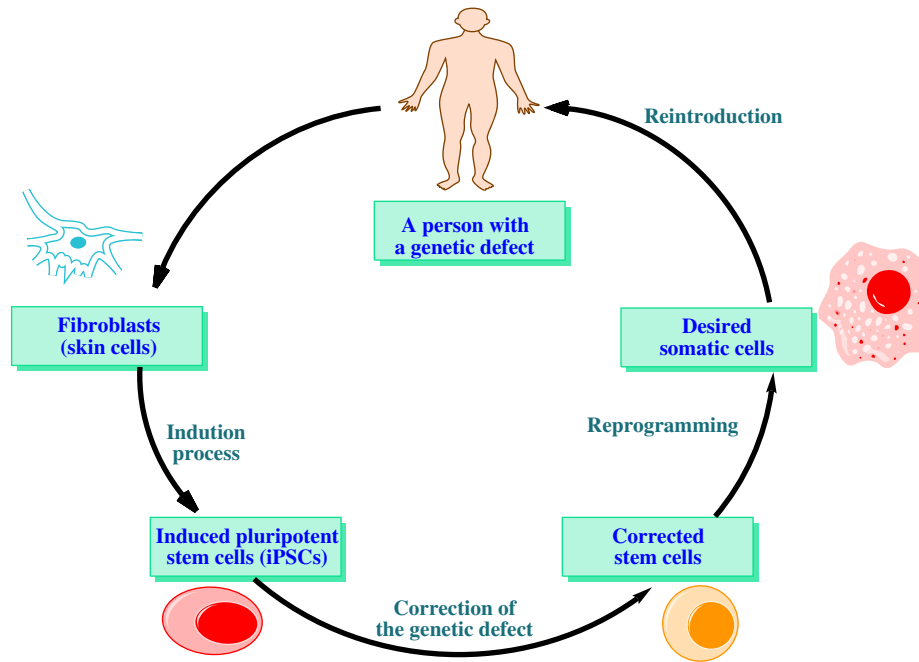 Reintroduction
A person with
a genetic defect
Fibroblasts
(skin cells)
Desired
somatic cells
Indution
process
Reprogramming
Induced pluripotent
stem cells (iPSCs)
Corrected
stem cells
Correction of
the genetic defect